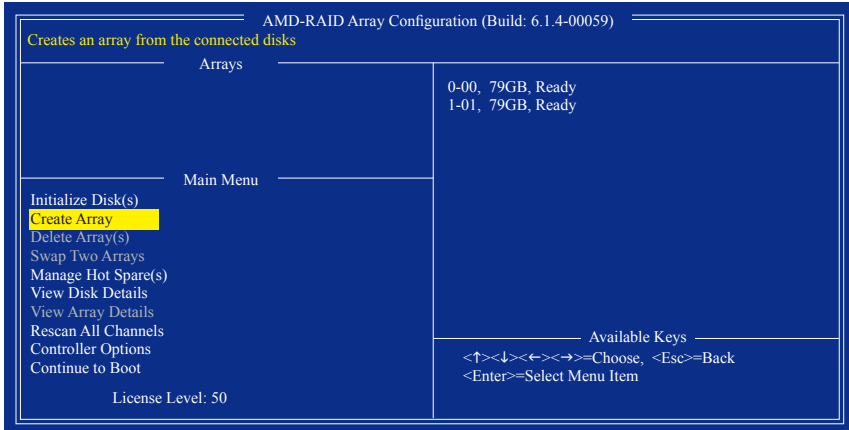 AMD-RAID Array Configuration (Build: 6.1.4-00059)
Creates an array from the connected disks
Arrays
0-00, 79GB, Ready
1-01, 79GB, Ready
Main Menu
Initialize Disk(s)
Create Array
Delete Array(s)
Swap Two Arrays
Manage Hot Spare(s)
View Disk Details
View Array Details
Rescan All Channels
Controller Options
Continue to Boot
License Level: 50
Available Keys
<↑><↓><←><→>=Choose, <Esc>=Back
<Enter>=Select Menu Item